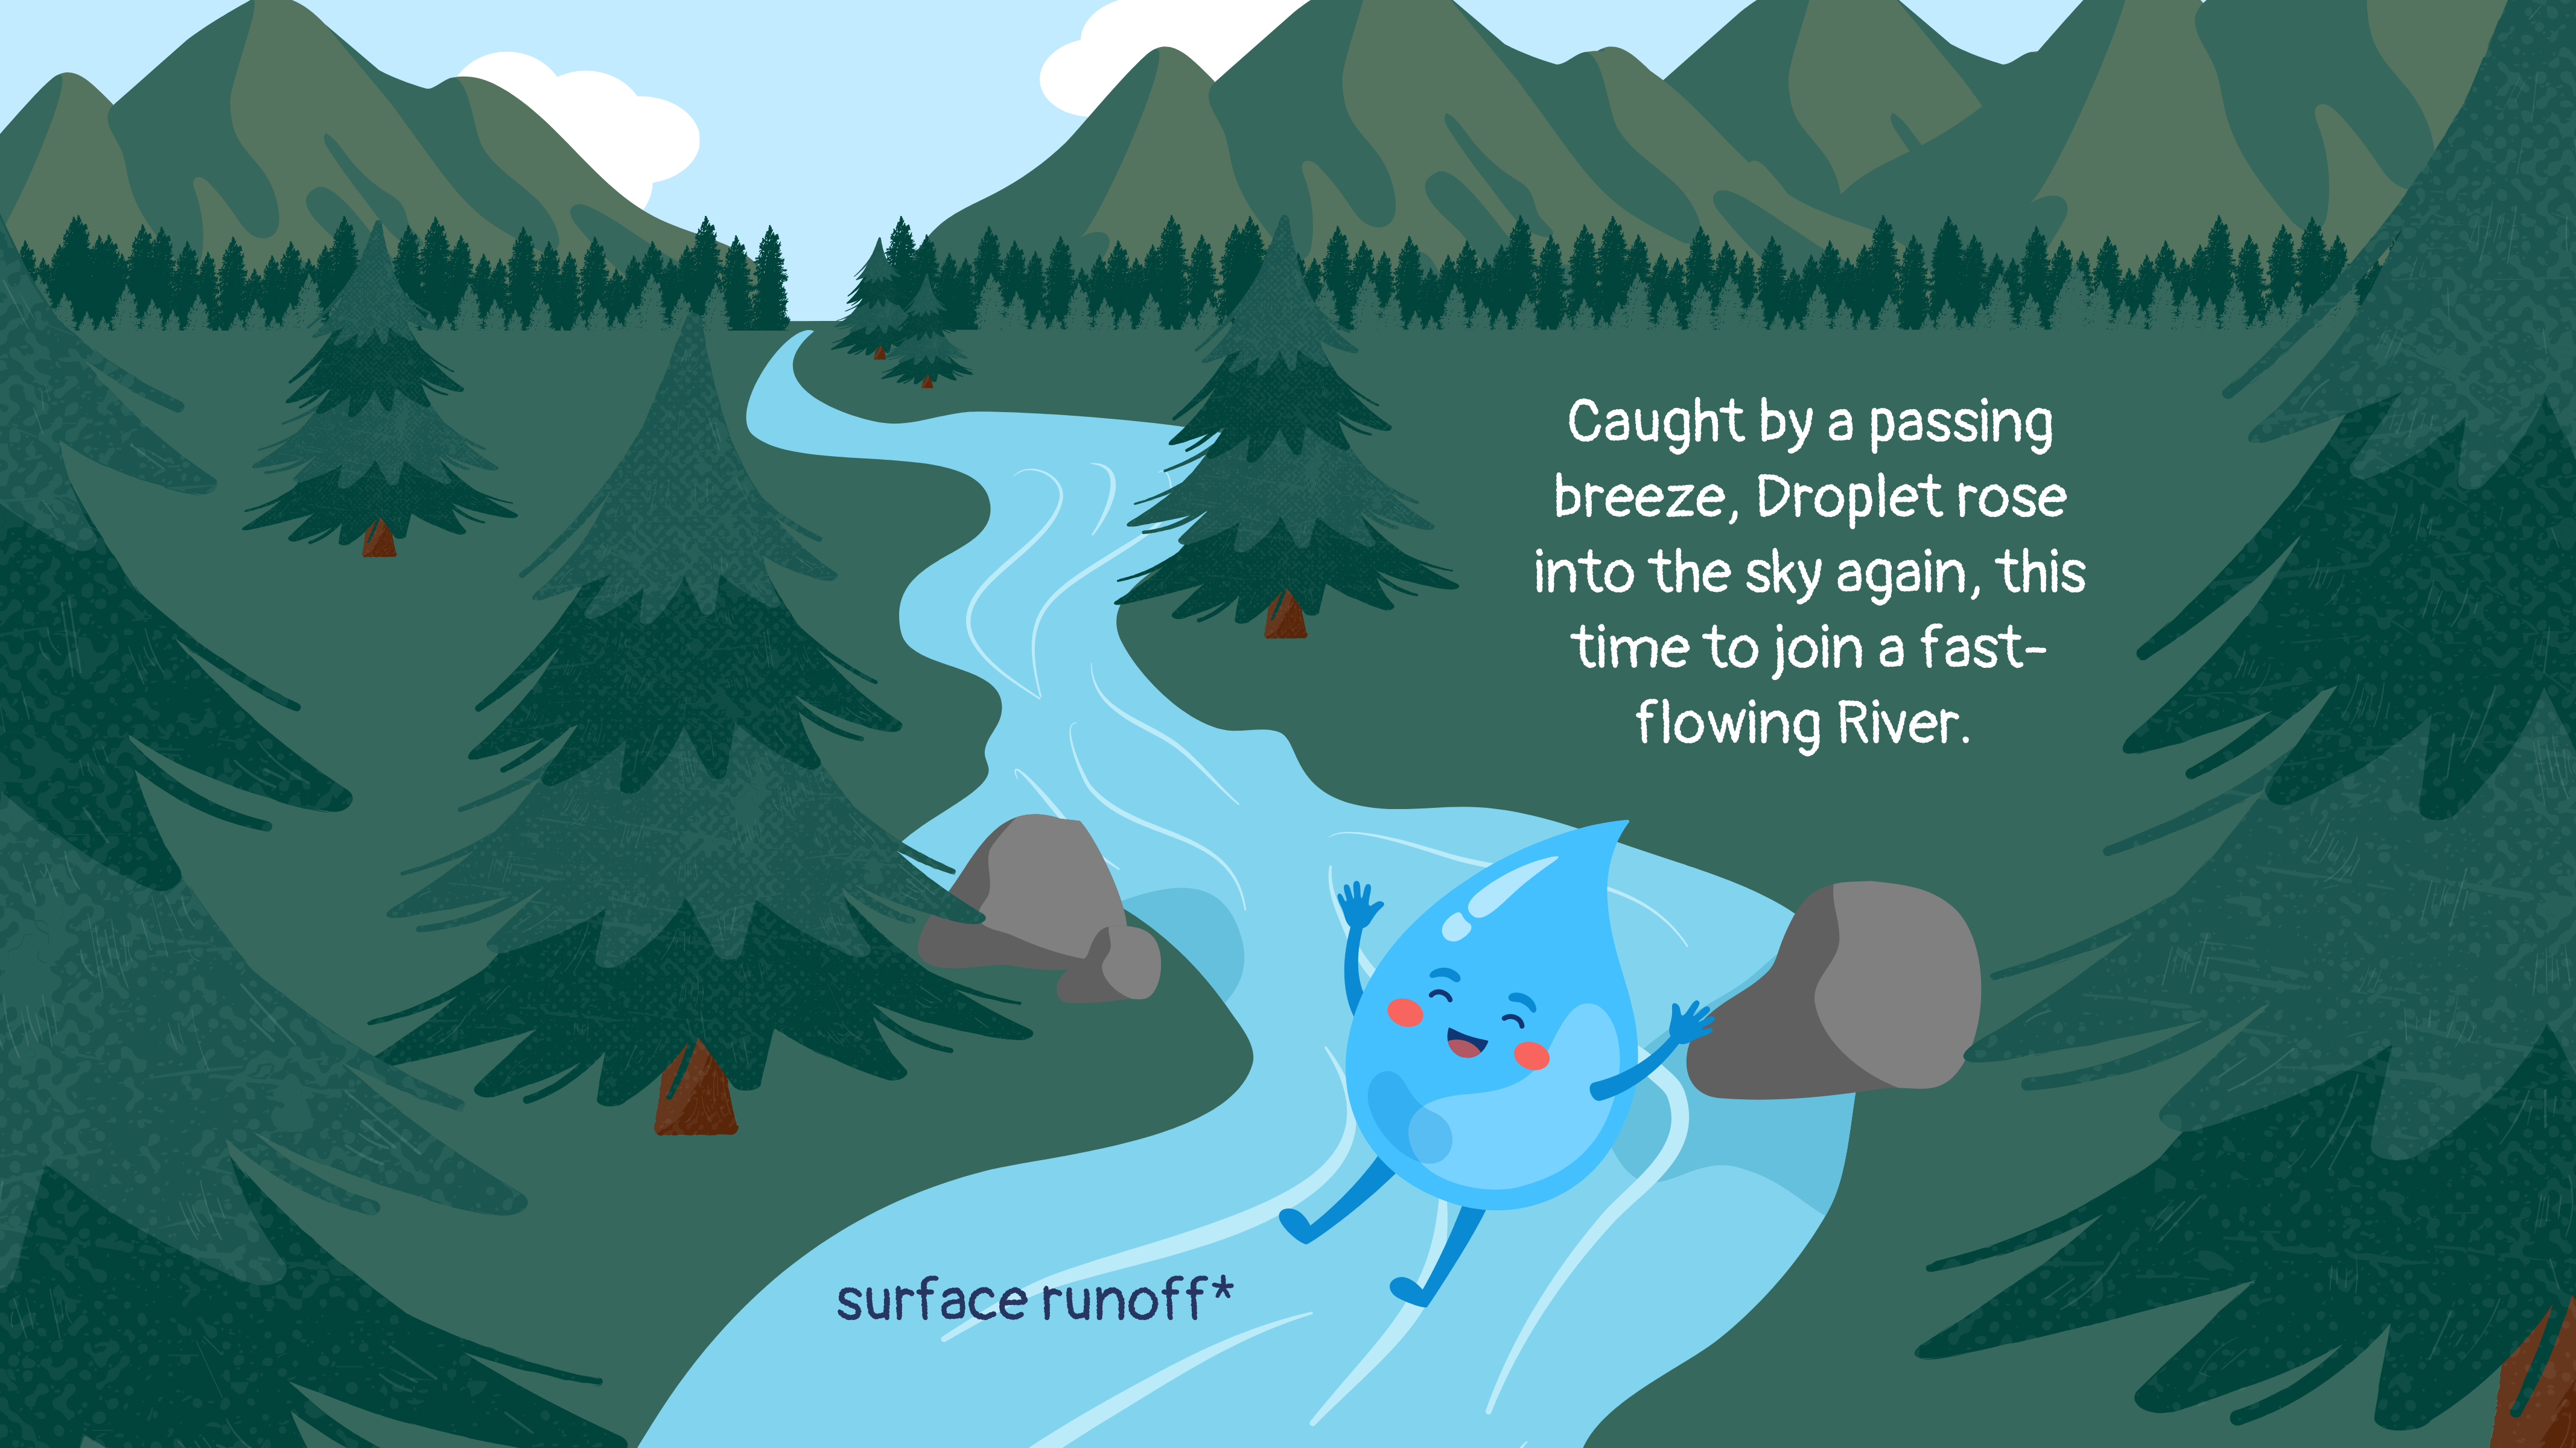 Caught by a passing
breeze, Droplet rose
into the sky again, this
time to join a fast-
flowing River.
surface runoff*